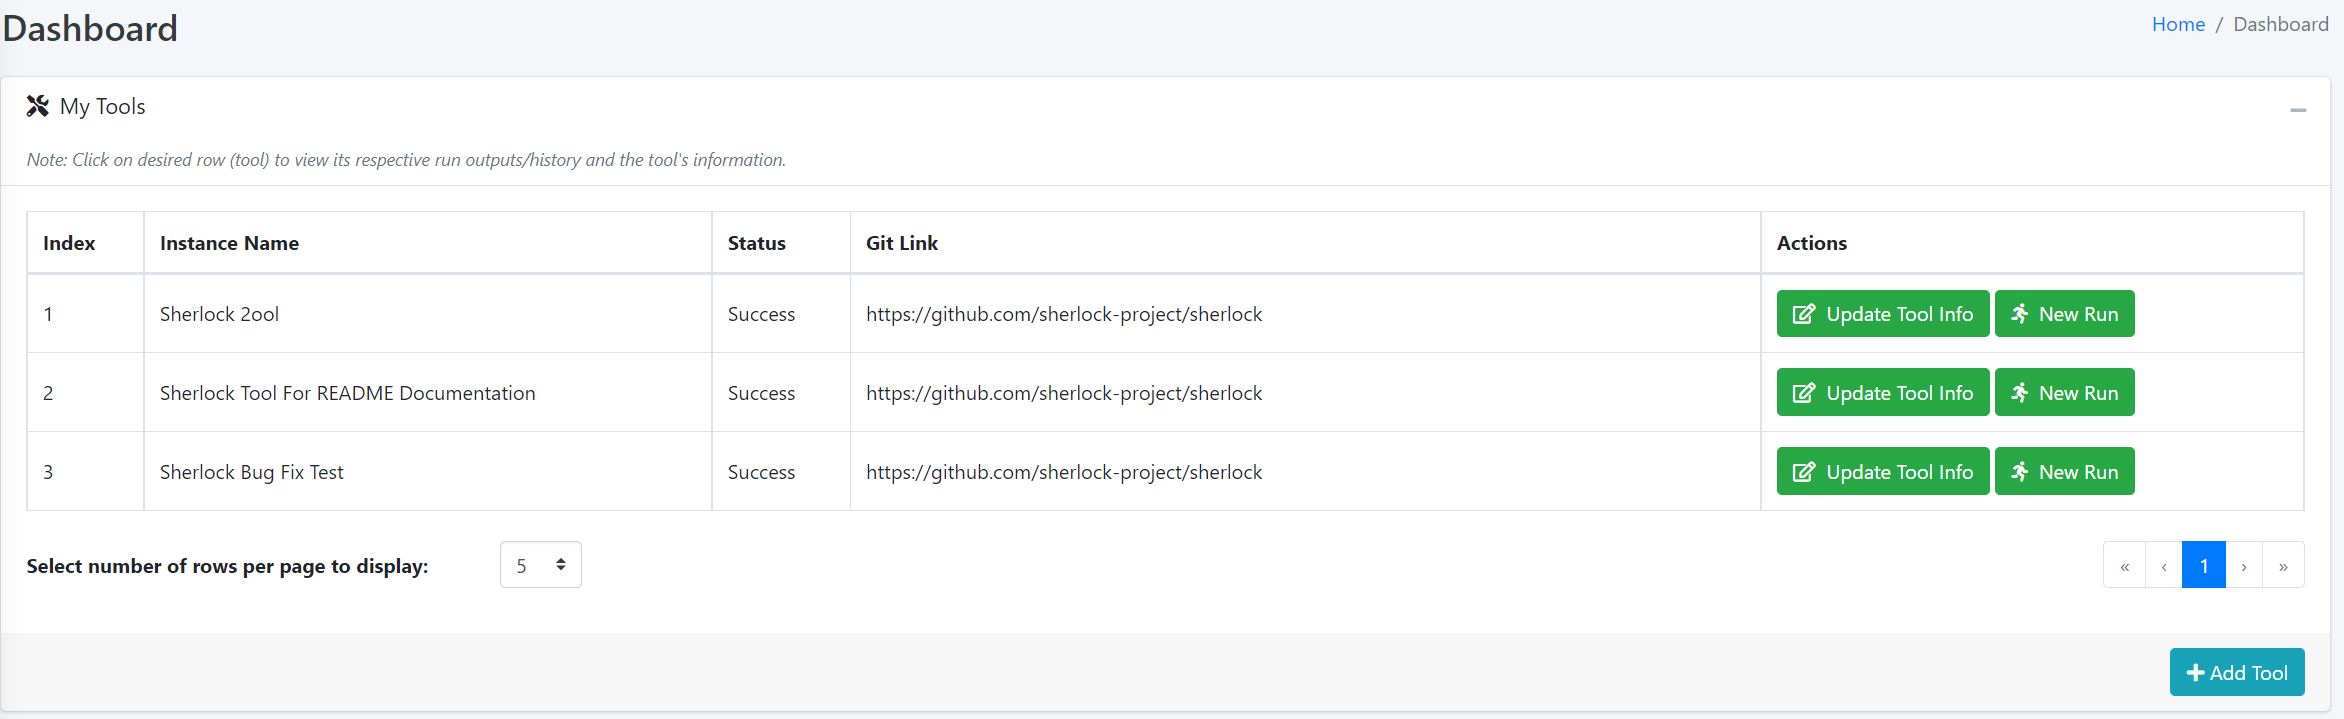 Dashboard
Home / Dashboard
My Tools
Note: Click on desired row (tool) to view its respective run outputs/history and the tool's information.
Index Instance Name Status Git Link Actions
1 Sherlock 2ool Success https://github.com/sherlock-project/sherlock Update Tool Info New Run
2 Sherlock Tool For README Documentation Success https://github.com/sherlock-project/sherlock Update Tool Info New Run
3 Sherlock Bug Fix Test Success https://github.com/sherlock-project/sherlock Update Tool Info New Run
Select number of rows per page to display: 5 « ‹ 1 › »
Add Tool